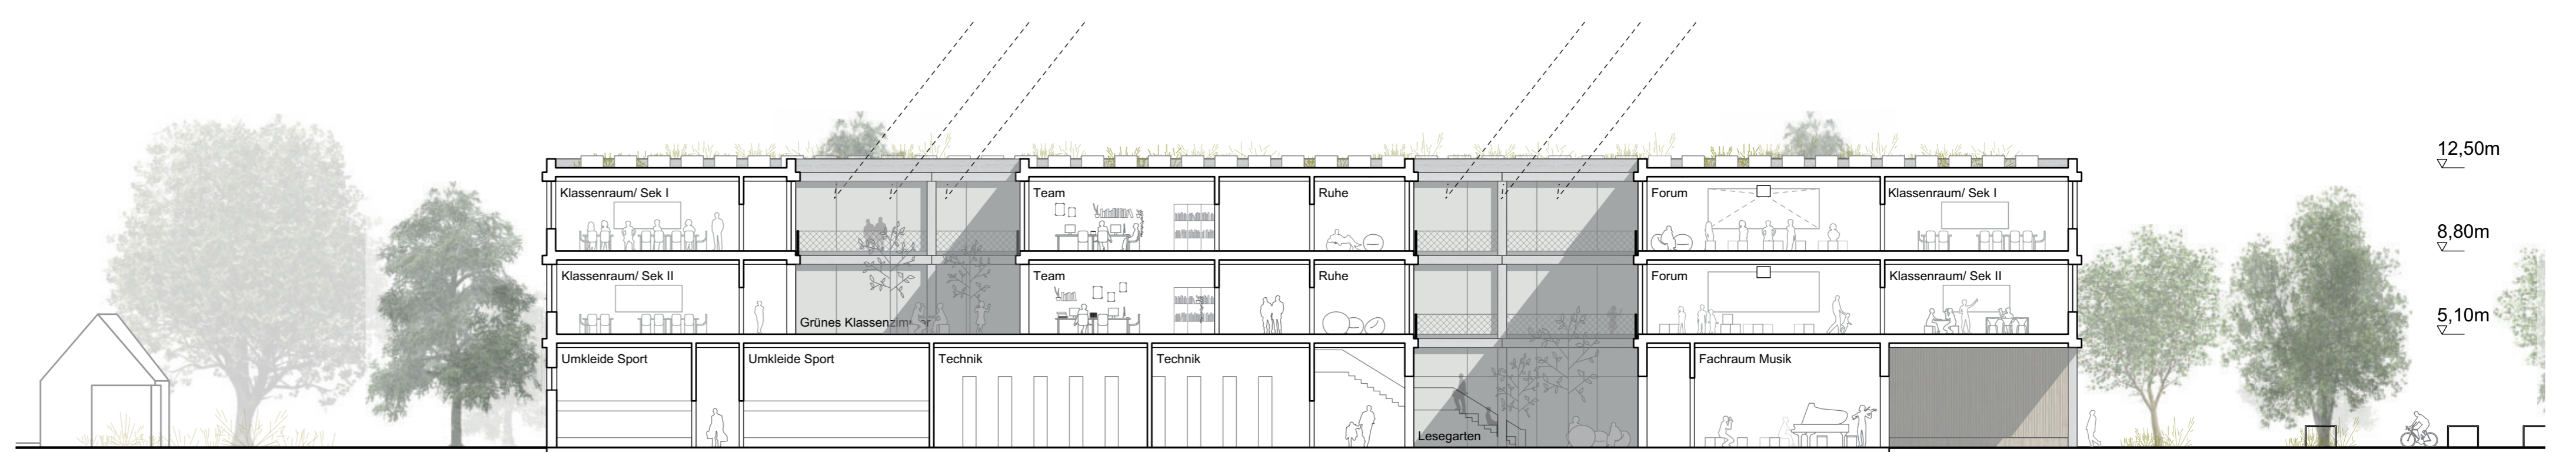 12,50m
Klassenraum/ Sek I
Team
Ruhe
Forum
Klassenraum/ Sek I
8,80m
Klassenraum/ Sek II
Team
Ruhe
Forum
Klassenraum/ Sek II
5,10m
Grünes Klassenzimmer
Umkleide Sport
Umkleide Sport
Technik
Technik
Fachraum Musik
Lesegarten